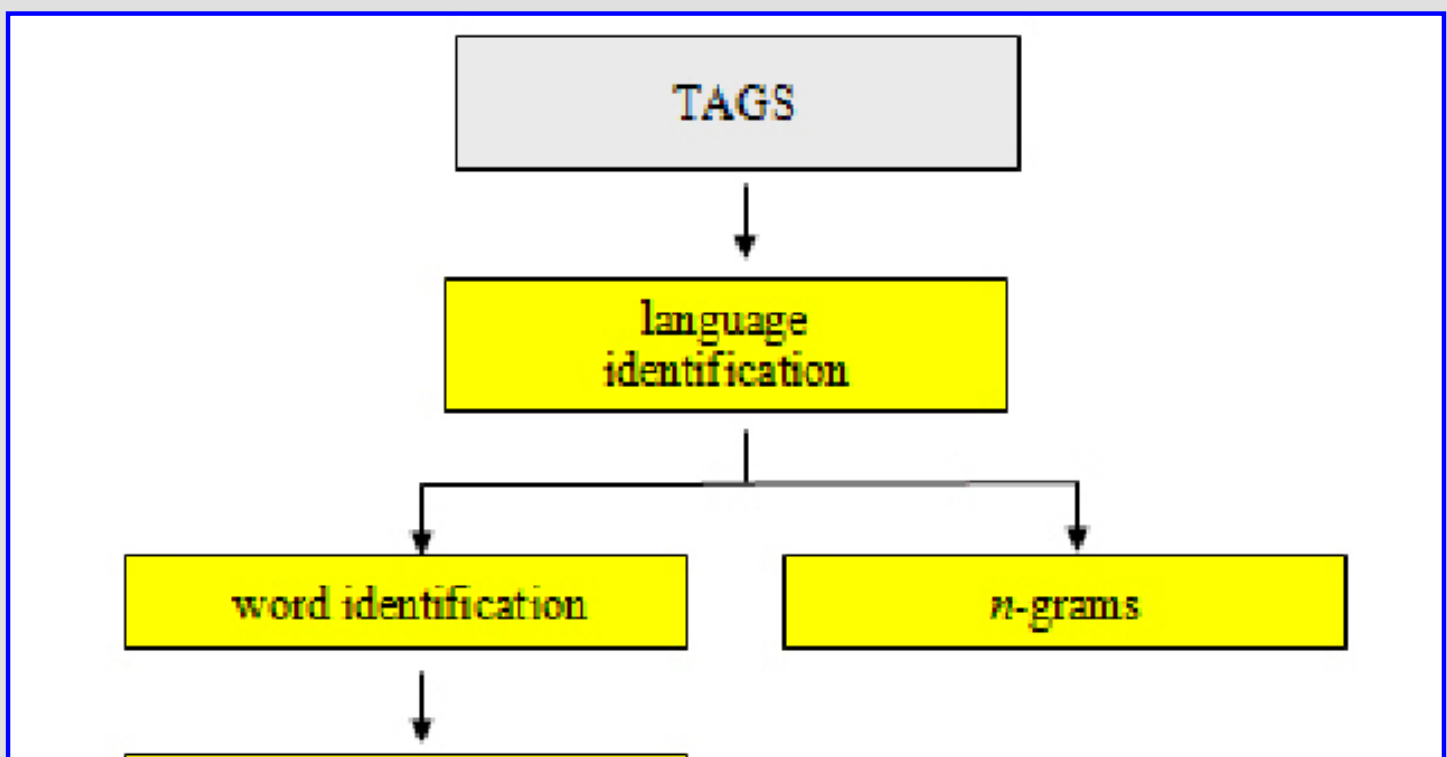 TAGS
language
identification
word identification
n-grams